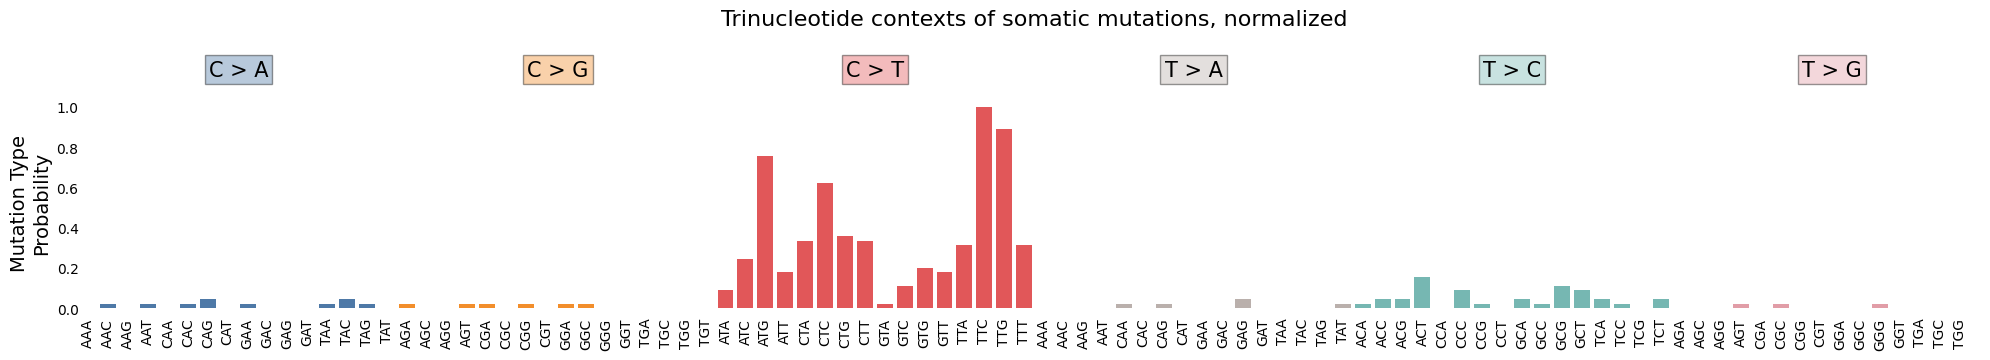 Trinucleotide contexts of somatic mutations, normalized
C > A C > G C > T T > A T > C T > G
Mutation Type
Probability
1.0
0.8
0.6
0.4
0.2
0.0
AAA AAC AAG AAT CAA CAC CAG CAT GAA GAC GAG GAT TAA TAC TAG TAT AGA AGC AGG AGT CGA CGC CGG CGT GGA GGC GGG GGT TGA TGC TGG TGT ATA ATC ATG ATT CTA CTC CTG CTT GTA GTC GTG GTT TTA TTC TTG TTT AAA AAC AAG AAT CAA CAC CAG CAT GAA GAC GAG GAT TAA TAC TAG TAT ACA ACC ACG ACT CCA CCC CCG CCT GCA GCC GCG GCT TCA TCC TCG TCT AGA AGC AGG AGT CGA CGC CGG CGT GGA GGC GGG GGT TGA TGC TGG